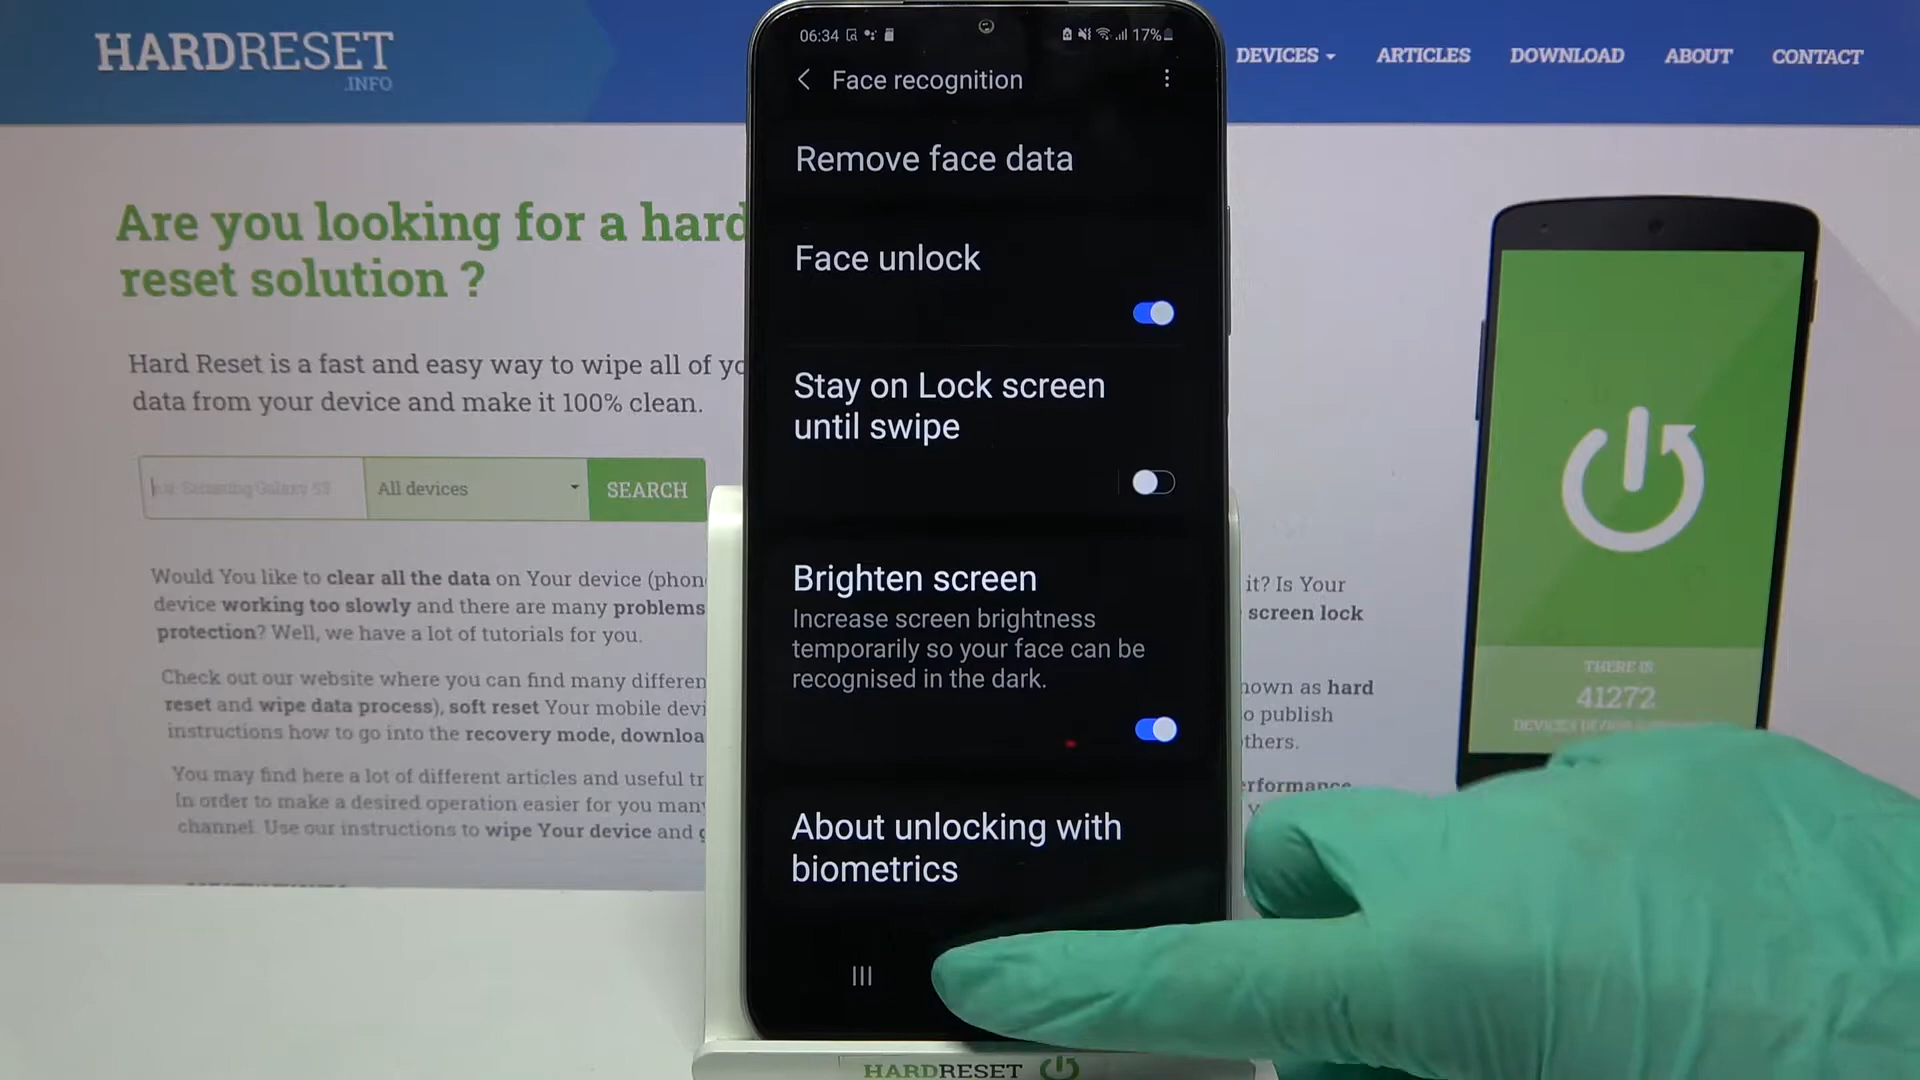 HARDRESET
.INFO
DEVICES
ARTICLES
DOWNLOAD
ABOUT
CONTACT
06:34
17%
Face recognition
Remove face data
Face unlock
Stay on Lock screen
until swipe
Brighten screen
Increase screen brightness
temporarily so your face can be
recognised in the dark.
About unlocking with
biometrics
Are you looking for a hard
reset solution ?
Hard Reset is a fast and easy way to wipe all of yo
data from your device and make it 100% clean.
Samsung Galaxy S3
All devices
SEARCH
Would You like to clear all the data on Your device (phon
device working too slowly and there are many problems
protection? Well, we have a lot of tutorials for you.
Check out our website where you can find many differen
reset and wipe data process), soft reset Your mobile devi
instructions how to go into the recovery mode, downloa
You may find here a lot of different articles and useful tr
In order to make a desired operation easier for you many
channel. Use our instructions to wipe Your device and g
it? Is Your
screen lock
nown as hard
o publish
thers.
erformance
THERE IS
41272
HARDRESET